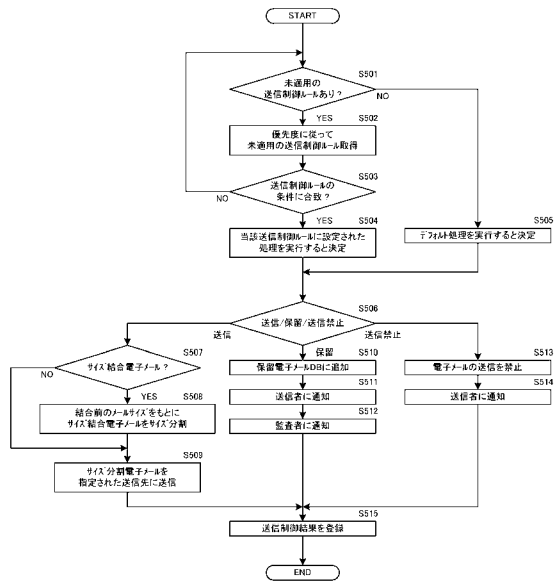 START
S501
未適用の
送信制御ルールあり?
NO
YES
S502
優先度に従って
未適用の送信制御ルール取得
S503
送信制御ルールの
条件に合致?
NO
YES
S504
当該送信制御ルールに設定された
処理を実行すると決定
S505
デフォルト処理を実行すると決定
S506
送信/保留/送信禁止
送信
保留
送信禁止
S507
サイズ結合電子メール?
NO
YES
S508
結合前のメールサイズをもとに
サイズ結合電子メールをサイズ分割
S509
サイズ分割電子メールを
指定された送信先に送信
S510
保留電子メールDBに追加
S511
送信者に通知
S512
監査者に通知
S513
電子メールの送信を禁止
S514
送信者に通知
S515
送信制御結果を登録
END